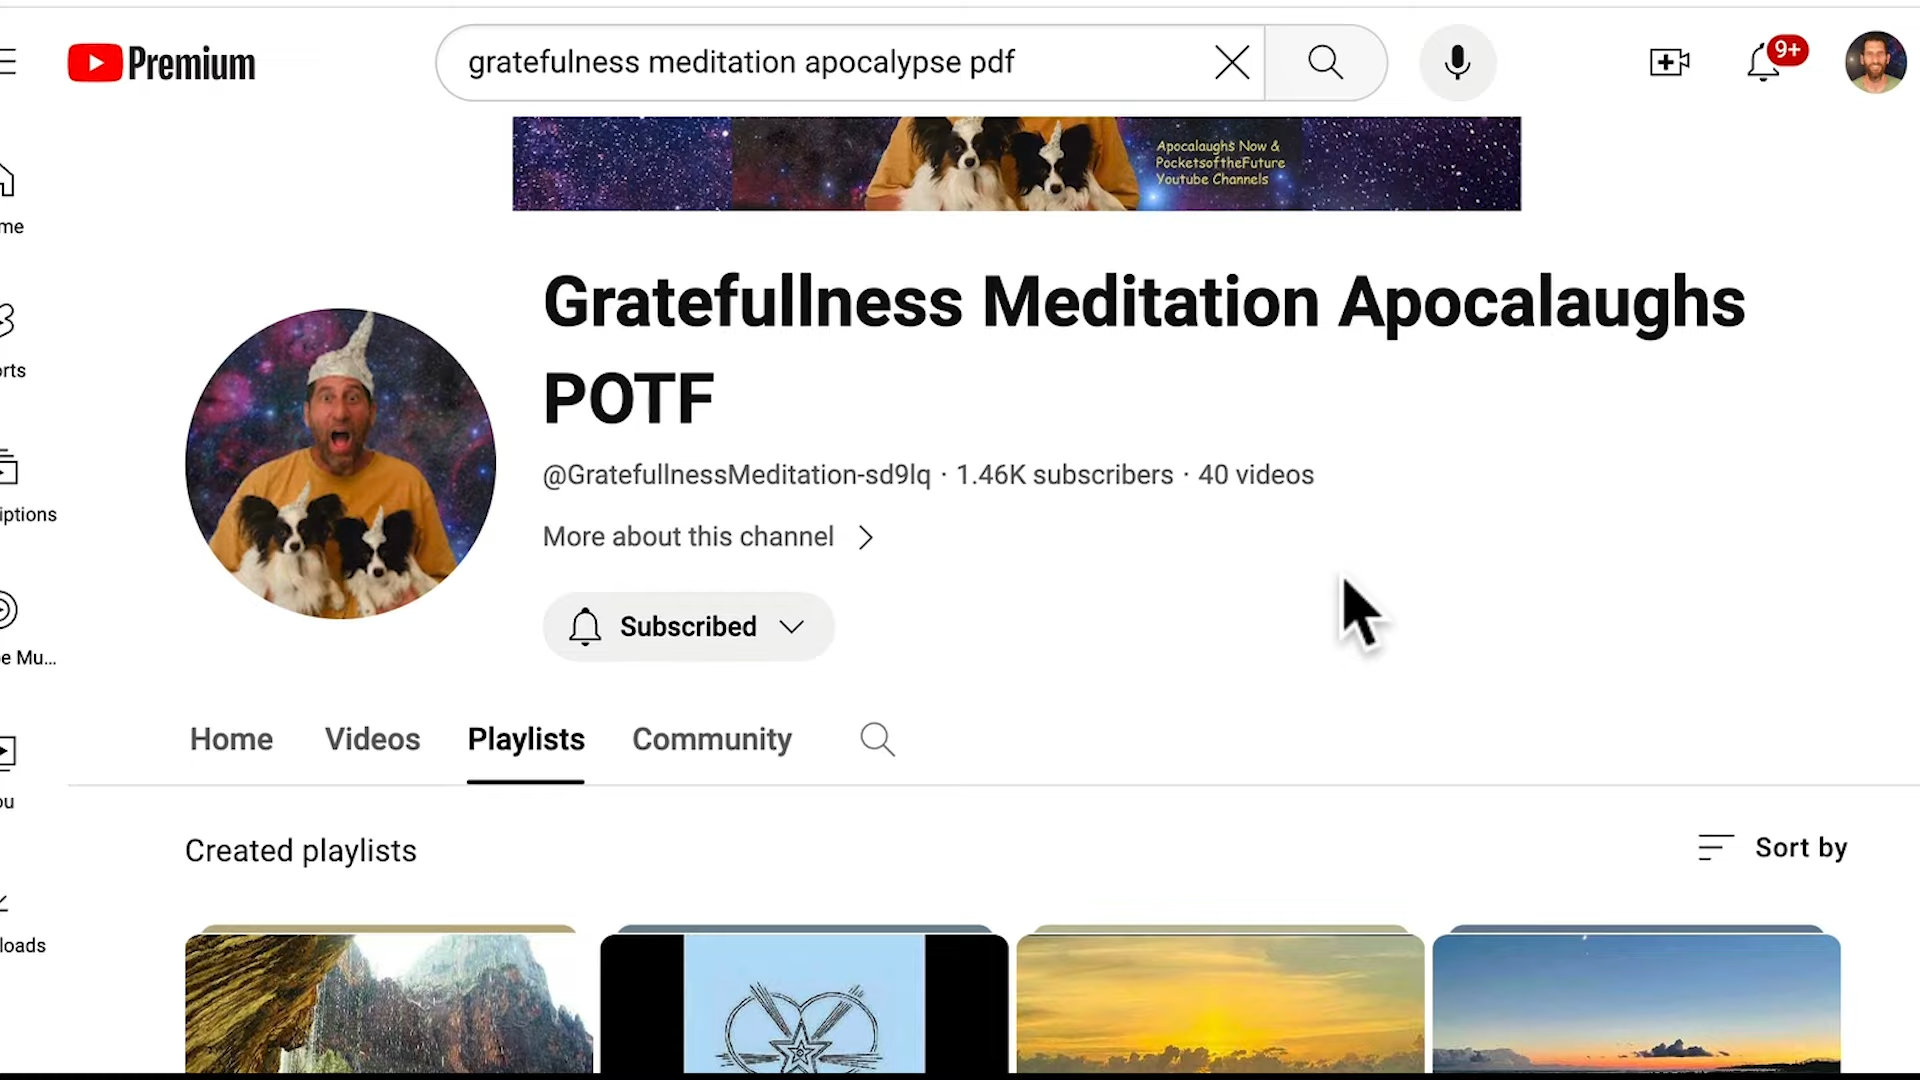 Premium
gratefulness meditation apocalypse pdf
9+
Apocalaughs Now &
PocketsoftheFuture
Youtube Channels
me
Gratefullness Meditation Apocalaughs
POTF
orts
@GratefullnessMeditation-sd9lq · 1.46K subscribers · 40 videos
iptions
More about this channel
Subscribed
e Mu...
Home Videos Playlists Community
ou
Created playlists
Sort by
loads